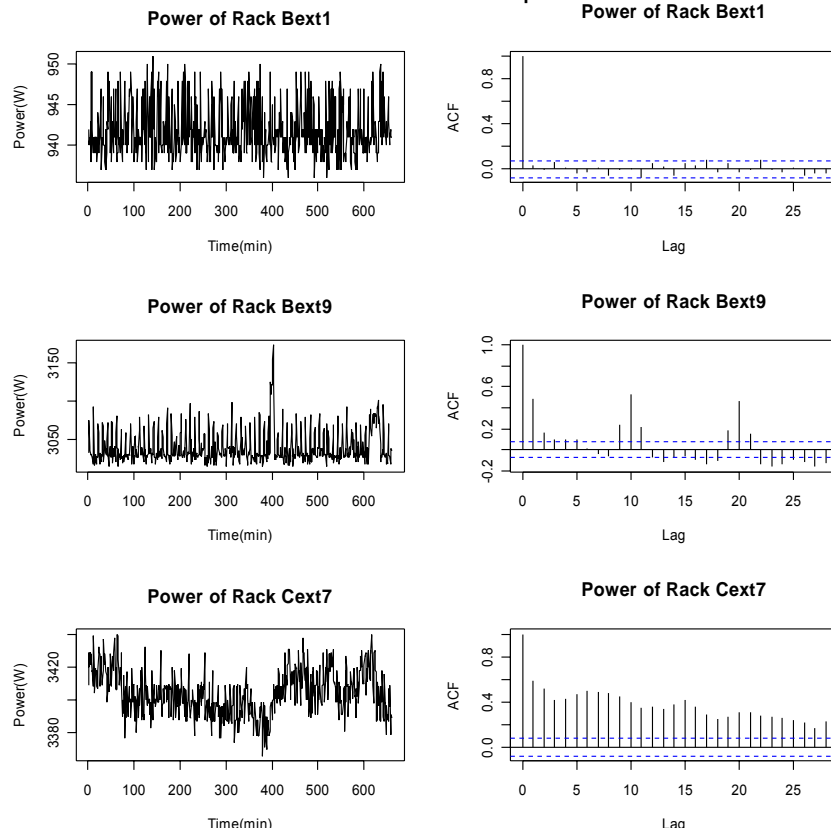 Power of Rack Bext1
Power(W)
950
945
940
0 100 200 300 400 500 600
Time(min)
Power of Rack Bext1
ACF
0.8
0.4
0.0
0 5 10 15 20 25
Lag
Power of Rack Bext9
Power(W)
3150
3050
0 100 200 300 400 500 600
Time(min)
Power of Rack Bext9
ACF
1.0
0.6
0.2
-0.2
0 5 10 15 20 25
Lag
Power of Rack Cext7
Power(W)
3420
3380
0 100 200 300 400 500 600
Time(min)
Power of Rack Cext7
ACF
0.8
0.4
0.0
0 5 10 15 20 25
Lag